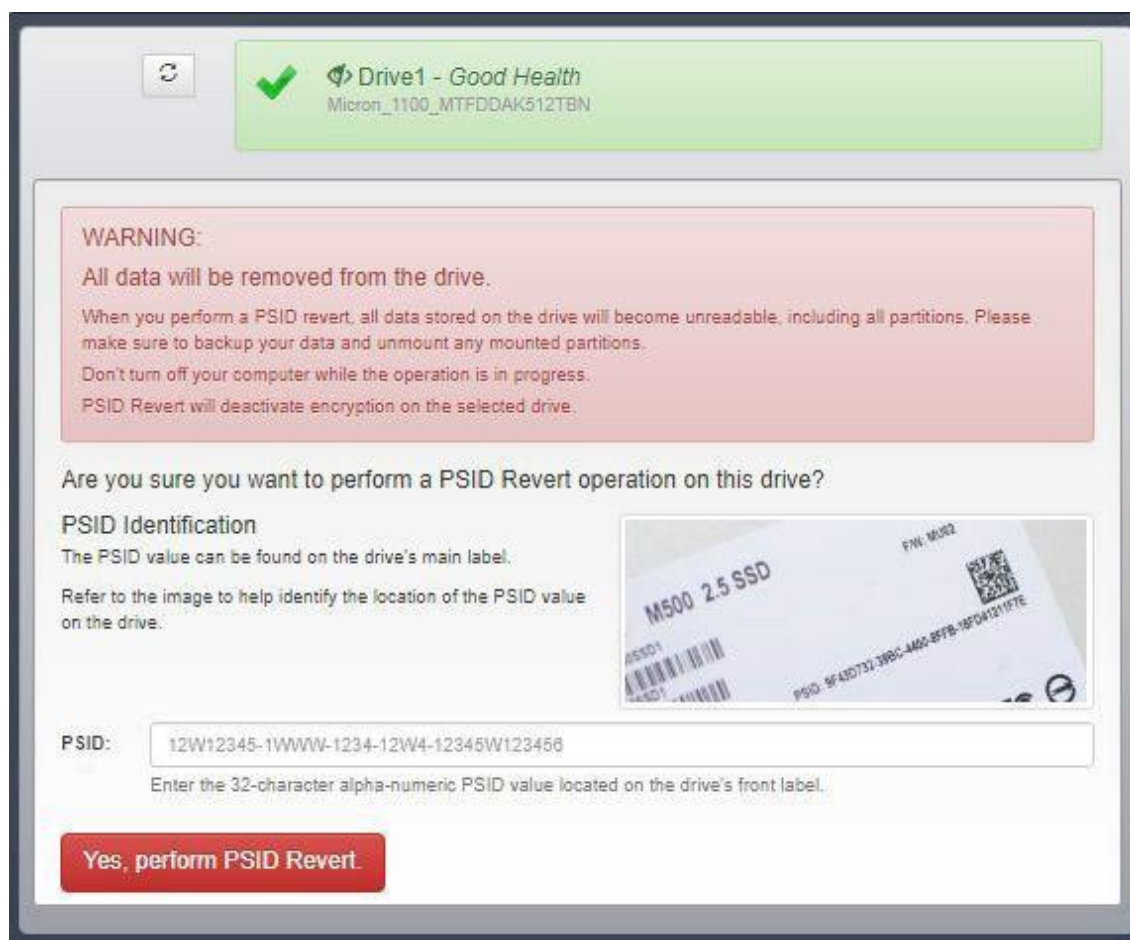 Drive1 - Good Health
Micron_1100_MTFDDAK512TBN
WARNING:
All data will be removed from the drive.
When you perform a PSID revert, all data stored on the drive will become unreadable, including all partitions. Please
make sure to backup your data and unmount any mounted partitions.
Don't turn off your computer while the operation is in progress.
PSID Revert will deactivate encryption on the selected drive.
Are you sure you want to perform a PSID Revert operation on this drive?
PSID Identification
The PSID value can be found on the drive's main label.
Refer to the image to help identify the location of the PSID value
on the drive.
F/W: MU02
M500 2.5 SSD
PSID:
PSID:
12W12345-1WWW-1234-12W4-12345W123456
Enter the 32-character alpha-numeric PSID value located on the drive's front label.
Yes, perform PSID Revert.